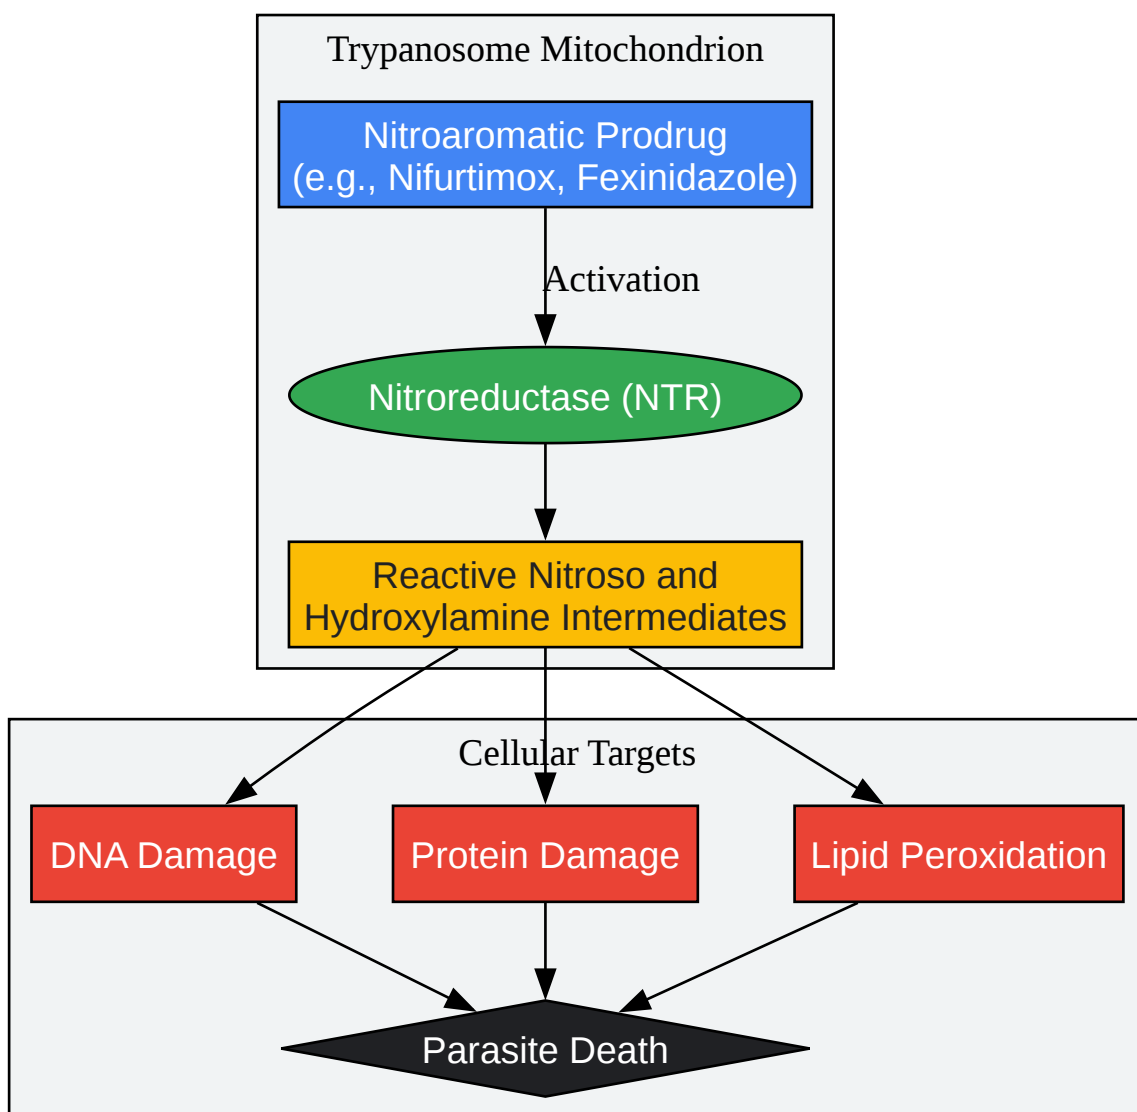 Trypanosome Mitochondrion
Nitroaromatic Prodrug
(e.g., Nifurtimox, Fexinidazole)
Activation
Nitroreductase (NTR)
Reactive Nitroso and
Hydroxylamine Intermediates
Cellular Targets
DNA Damage
Protein Damage
Lipid Peroxidation
Parasite Death